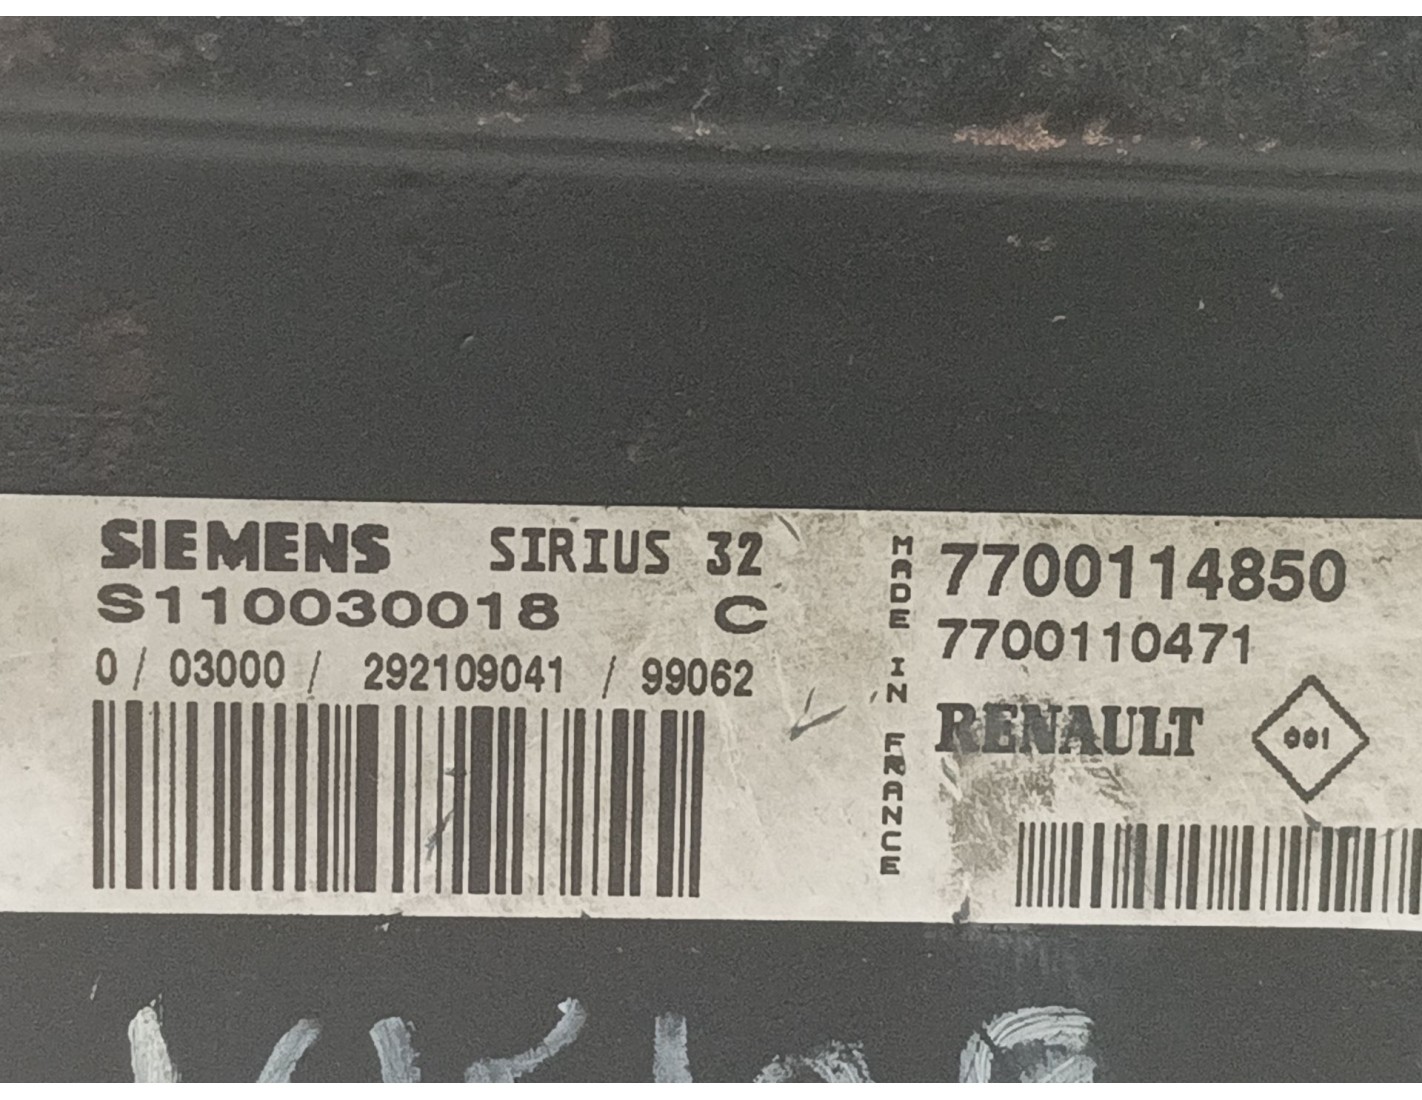 SIEMENS SIRIUS 32
S110030018 C
0 / 03000 / 292109041 / 99062
MADE IN FRANCE
7700114850
7700110471
RENAULT 001